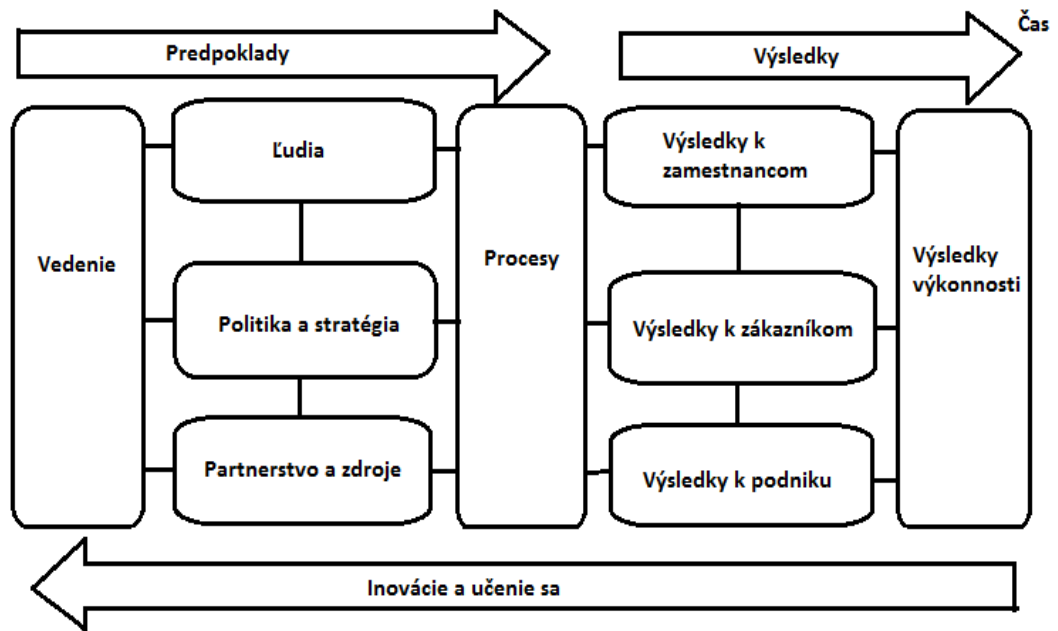 Čas
Predpoklady
Výsledky
Vedenie
Ľudia
Politika a stratégia
Partnerstvo a zdroje
Procesy
Výsledky k
zamestnancom
Výsledky k zákazníkom
Výsledky k podniku
Výsledky
výkonnosti
Inovácie a učenie sa